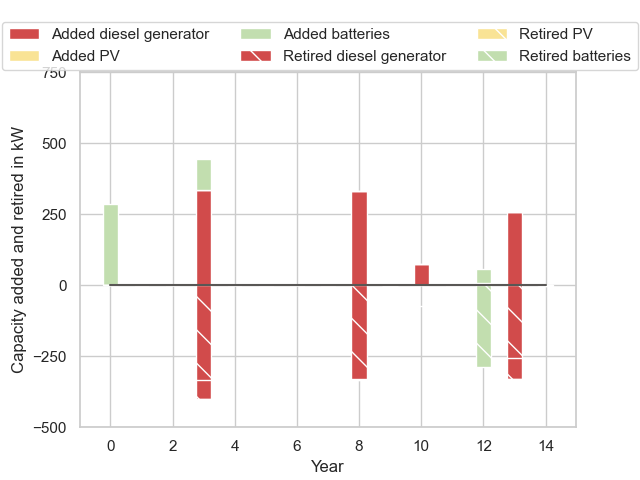 Added diesel generator Added batteries Retired PV
Added PV Retired diesel generator Retired batteries
750
500
250
0
−250
−500
Capacity added and retired in kW
0 2 4 6 8 10 12 14
Year